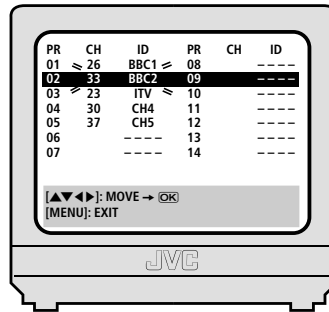 PR CH ID PR CH ID
01 26 BBC1 08 – – – –
02 33 BBC2 09 – – – –
03 23 ITV 10 – – – –
04 30 CH4 11 – – – –
05 37 CH5 12 – – – –
06 – – – – 13 – – – –
07 – – – – 14 – – – –
[▲▼◀▶]: MOVE → OK
[MENU]: EXIT
JVC